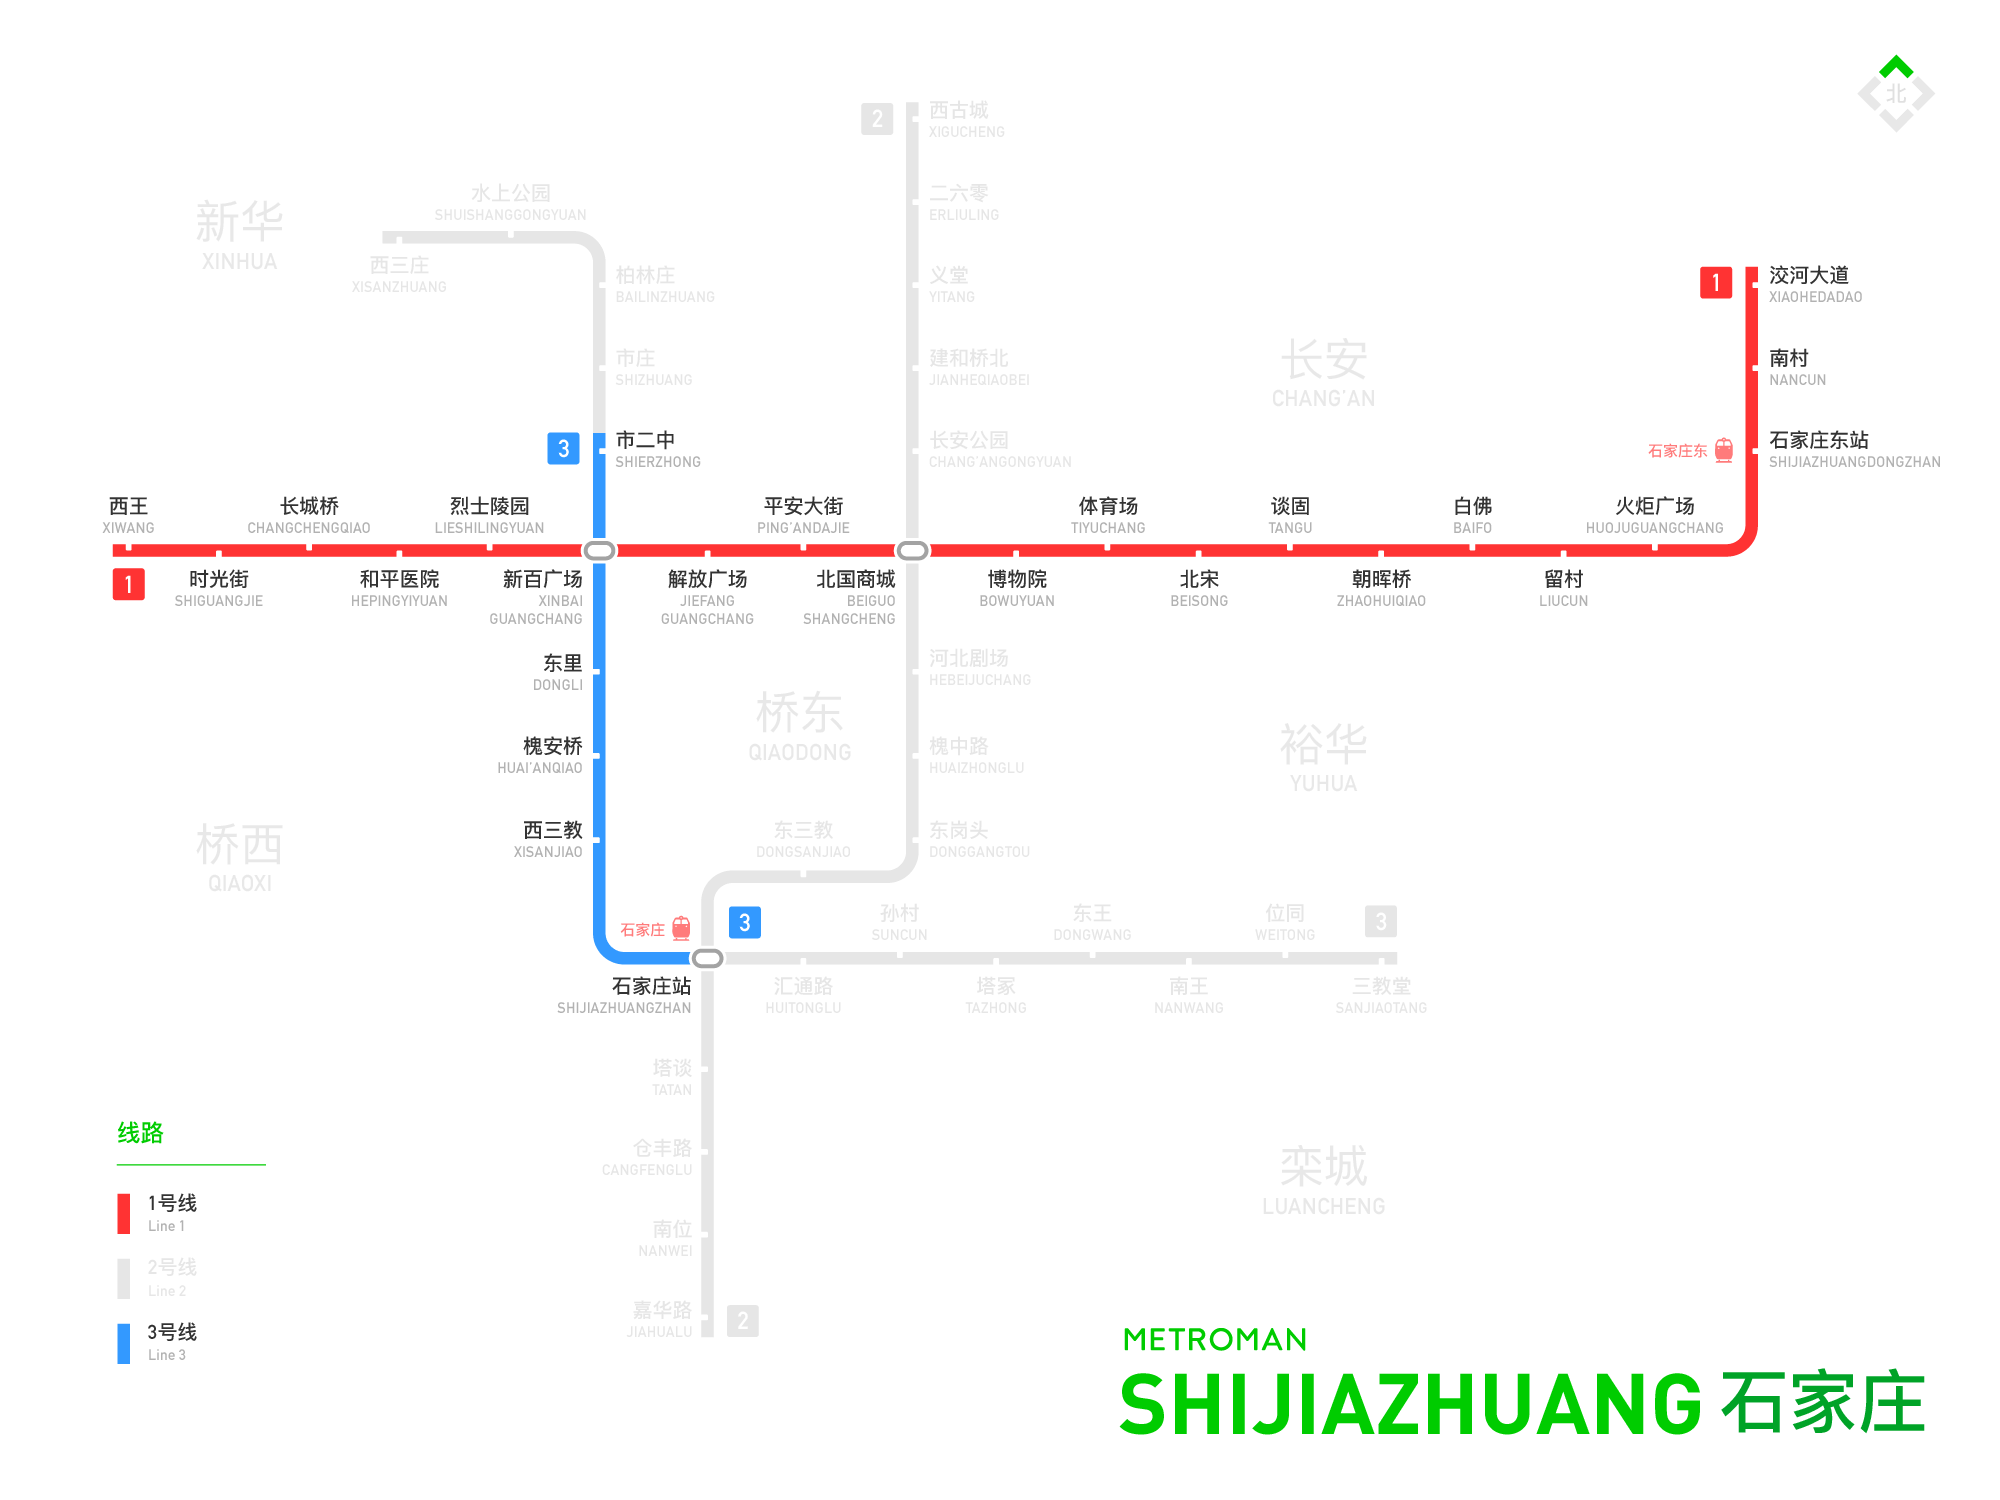 北
2
西古城
XIGUCHENG
水上公园
SHUISHANGGONGYUAN
二六零
ERLIULING
新华
XINHUA
西三庄
XISANZHUANG
柏林庄
BAILINZHUANG
义堂
YITANG
1
洨河大道
XIAOHEDADAO
市庄
SHIZHUANG
建和桥北
JIANHEQIAOBEI
长安
CHANG'AN
南村
NANCUN
3
市二中
SHIERZHONG
长安公园
CHANG'ANGONGYUAN
石家庄东
石家庄东站
SHIJIAZHUANGDONGZHAN
西王
XIWANG
长城桥
CHANGCHENGQIAO
烈士陵园
LIESHILINGYUAN
平安大街
PING'ANDAJIE
体育场
TIYUCHANG
谈固
TANGU
白佛
BAIFO
火炬广场
HUOJUGUANGCHANG
1
时光街
SHIGUANGJIE
和平医院
HEPINGYIYUAN
新百广场
XINBAI
GUANGCHANG
解放广场
JIEFANG
GUANGCHANG
北国商城
BEIGUO
SHANGCHENG
博物院
BOWUYUAN
北宋
BEISONG
朝晖桥
ZHAOHUIQIAO
留村
LIUCUN
东里
DONGLI
河北剧场
HEBEIJUCHANG
桥东
QIAODONG
槐安桥
HUAI'ANQIAO
槐中路
HUAIZHONGLU
裕华
YUHUA
桥西
QIAOXI
西三教
XISANJIAO
东三教
DONGSANJIAO
东岗头
DONGGANGTOU
石家庄
3
孙村
SUNCUN
东王
DONGWANG
位同
WEITONG
3
石家庄站
SHIJIAZHUANGZHAN
汇通路
HUITONGLU
塔冢
TAZHONG
南王
NANWANG
三教堂
SANJIAOTANG
塔谈
TATAN
仓丰路
CANGFENGLU
栾城
LUANCHENG
南位
NANWEI
嘉华路
JIAHUALU
2
线路
1号线
Line 1
2号线
Line 2
3号线
Line 3
METROMAN
SHIJIAZHUANG 石家庄